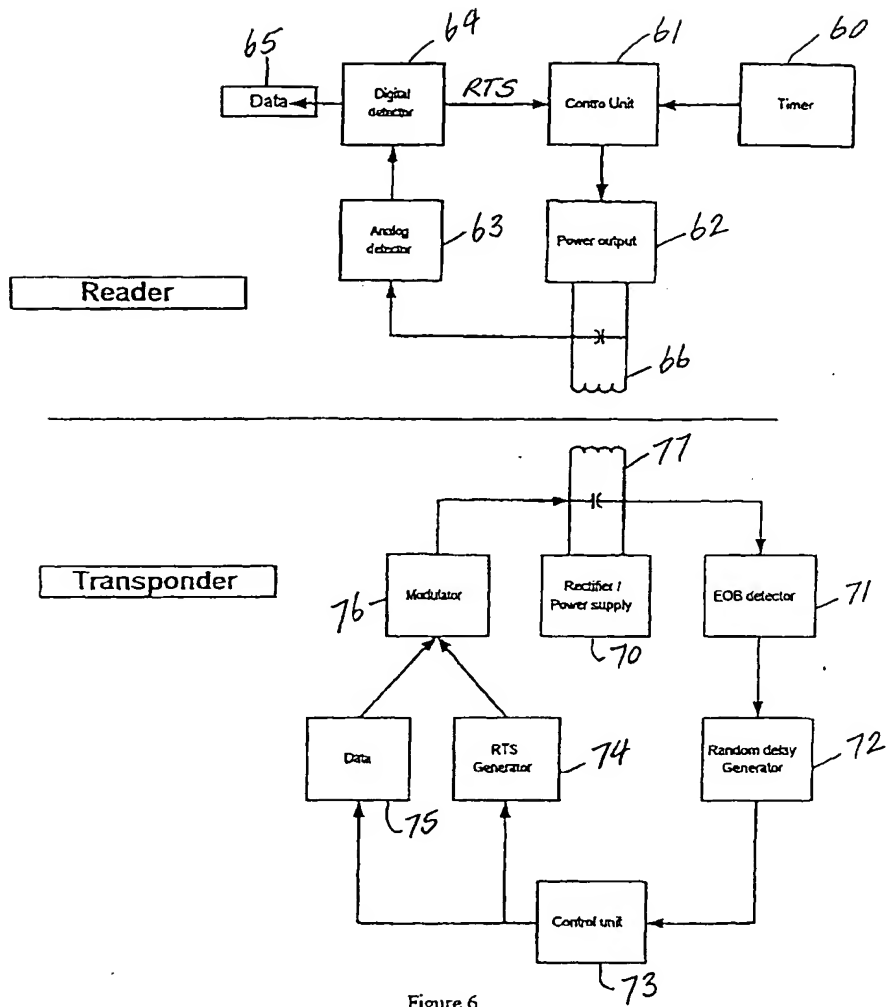 65
64
61
60
Data
Digital
detector
RTS
Contro Unit
Timer
Analog
detector
63
Power output
62
Reader
66
77
Transponder
Modulator
76
Rectifier /
Power supply
70
EOB detector
71
Data
75
RTS
Generator
74
Random delay
Generator
72
Control unit
73
Figure 6